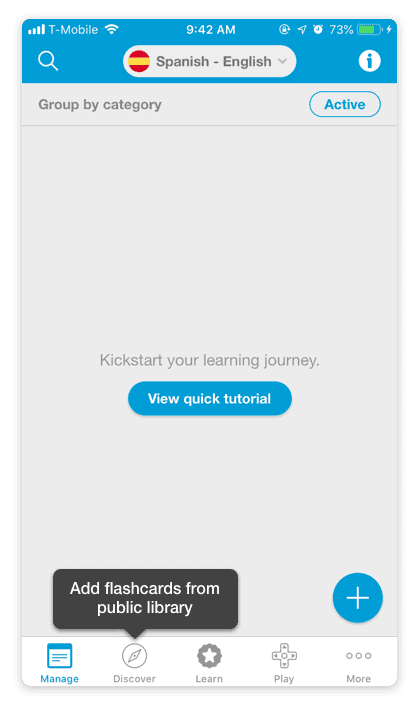 T-Mobile 9:42 AM 73%
Spanish - English
Group by category Active
Kickstart your learning journey.
View quick tutorial
Add flashcards from
public library
Manage Discover Learn Play More